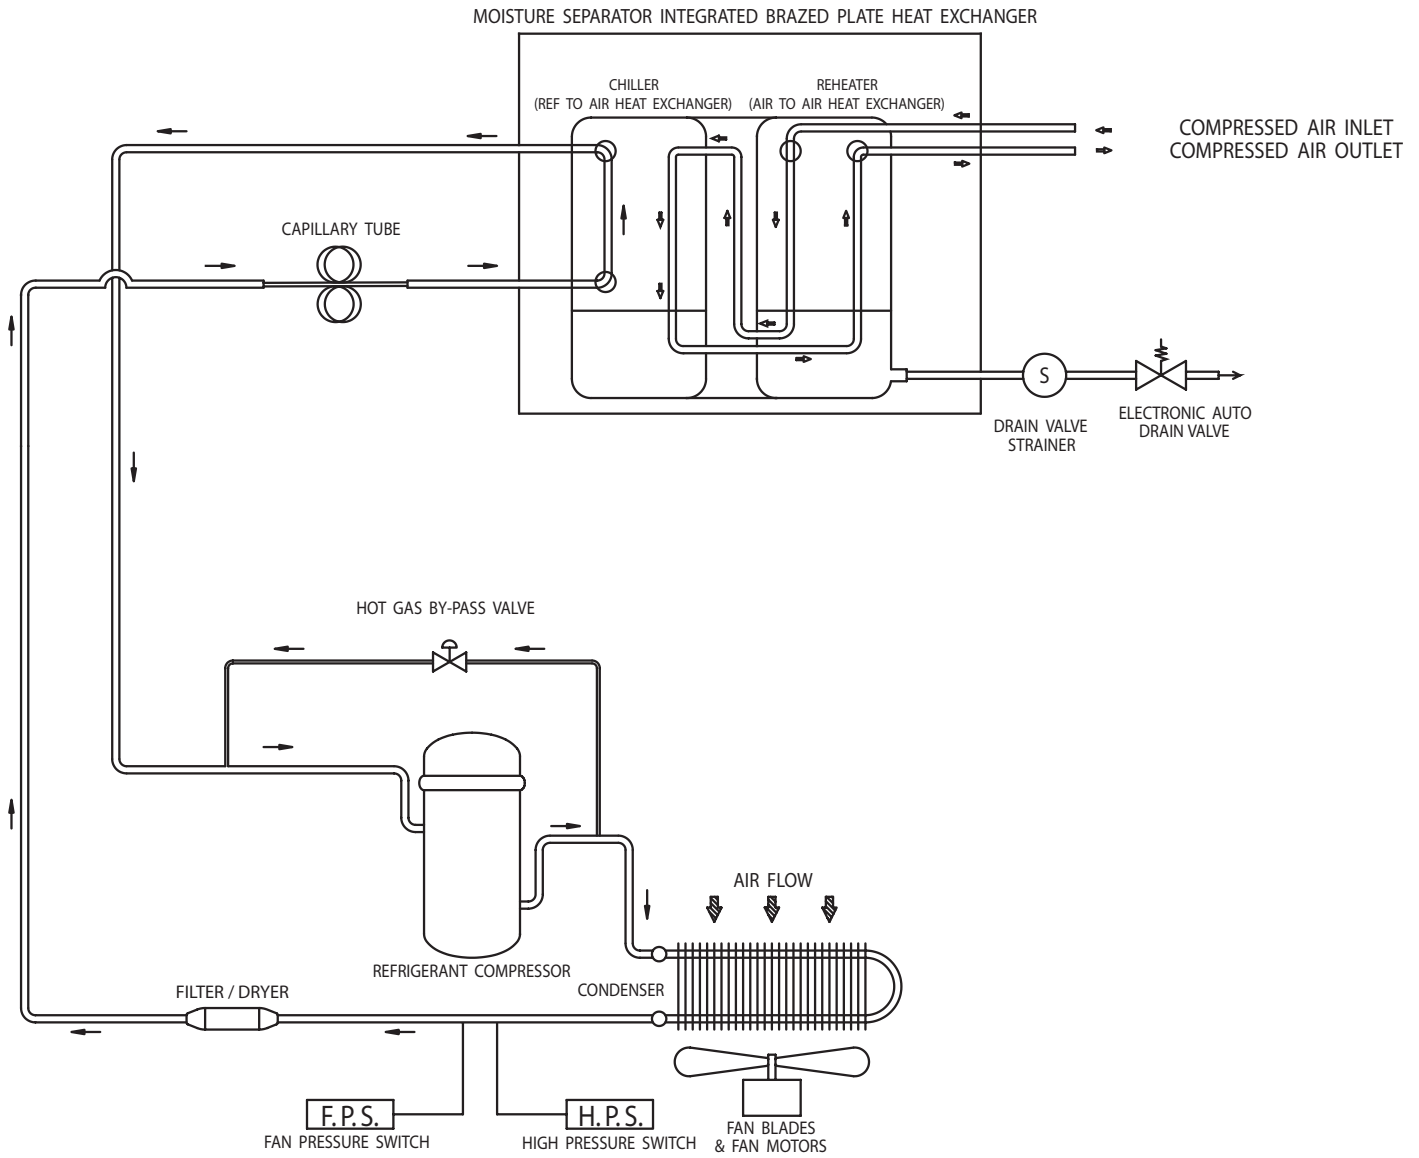 MOISTURE SEPARATOR INTEGRATED BRAZED PLATE HEAT EXCHANGER
CHILLER
(REF TO AIR HEAT EXCHANGER)
REHEATER
(AIR TO AIR HEAT EXCHANGER)
COMPRESSED AIR INLET
COMPRESSED AIR OUTLET
CAPILLARY TUBE
S
DRAIN VALVE
STRAINER
ELECTRONIC AUTO
DRAIN VALVE
HOT GAS BY-PASS VALVE
REFRIGERANT COMPRESSOR
AIR FLOW
CONDENSER
FILTER / DRYER
F.P.S.
FAN PRESSURE SWITCH
H.P.S.
HIGH PRESSURE SWITCH
FAN BLADES
& FAN MOTORS